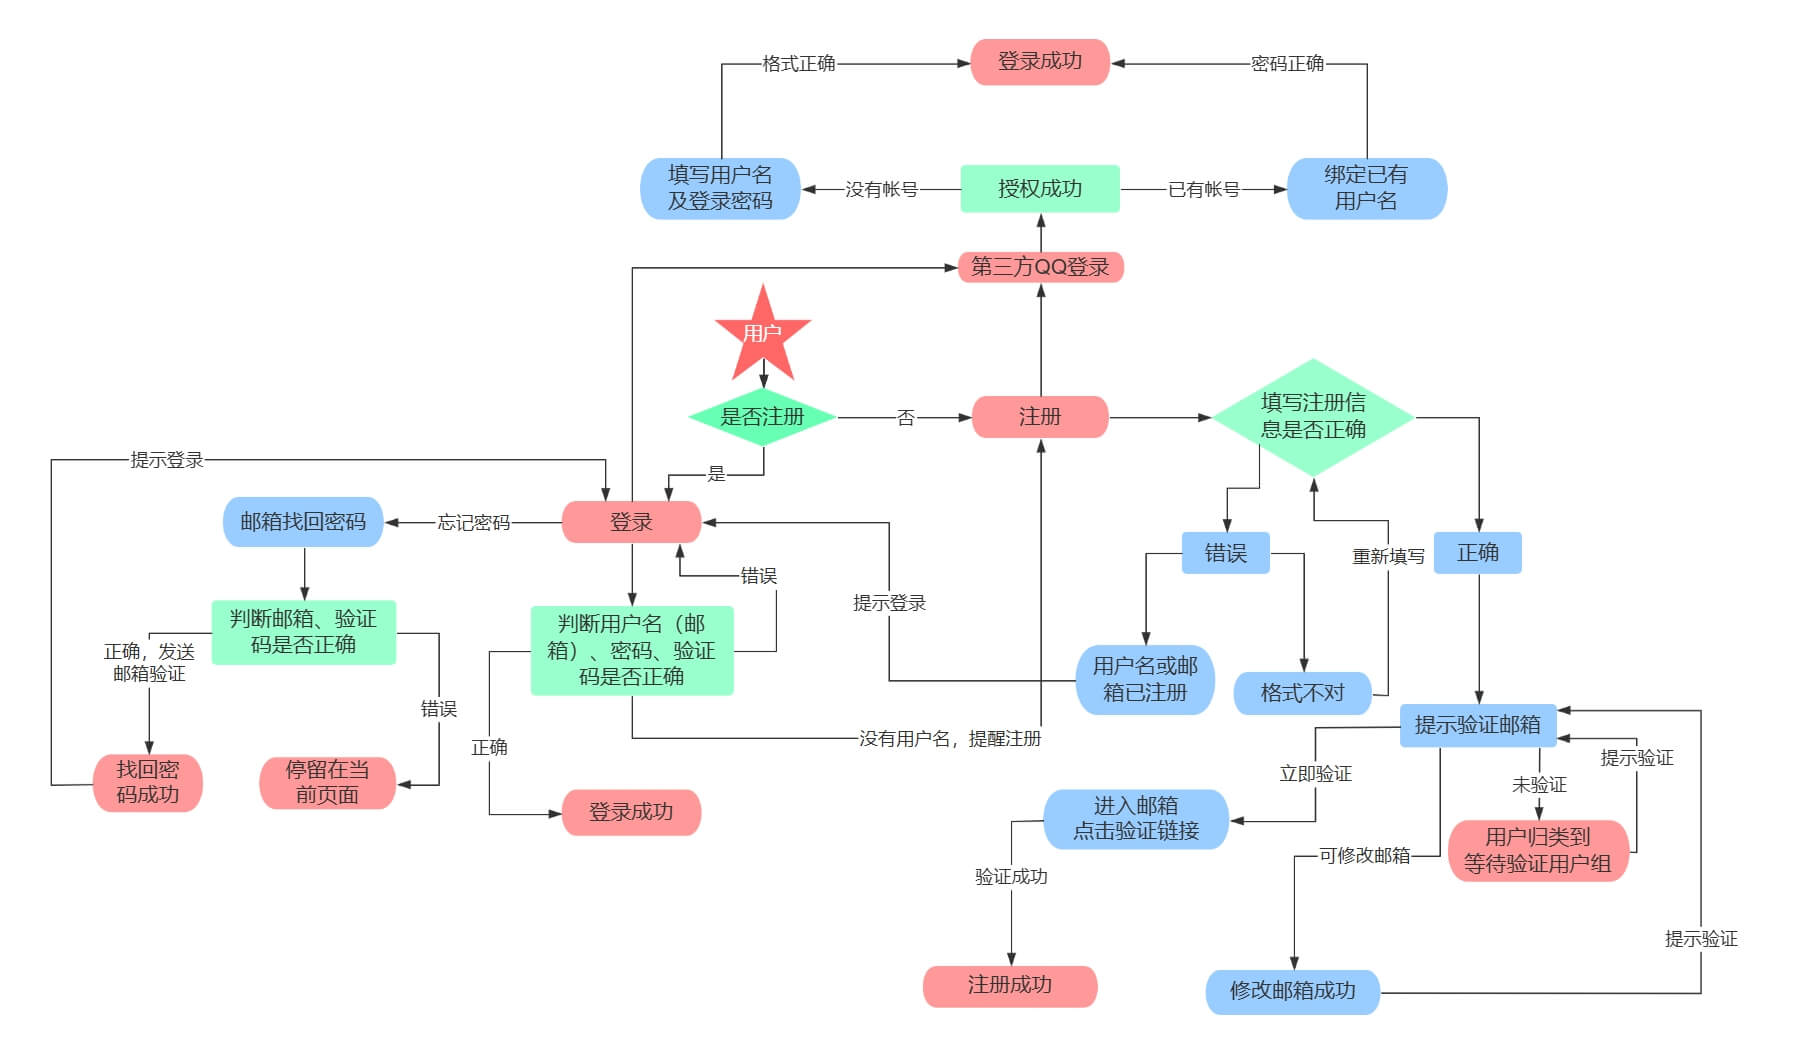 登录成功
格式正确
密码正确
填写用户名
及登录密码
没有帐号
授权成功
已有帐号
绑定已有
用户名
第三方QQ登录
用户
是否注册
否
注册
填写注册信
息是否正确
提示登录
是
邮箱找回密码
忘记密码
登录
错误
正确
重新填写
错误
提示登录
判断邮箱、验证
码是否正确
判断用户名（邮
箱）、密码、验证
码是否正确
正确，发送
邮箱验证
用户名或邮
箱已注册
格式不对
错误
提示验证邮箱
正确
没有用户名，提醒注册
找回密
码成功
停留在当
前页面
立即验证
未验证
提示验证
登录成功
进入邮箱
点击验证链接
可修改邮箱
用户归类到
等待验证用户组
验证成功
提示验证
注册成功
修改邮箱成功